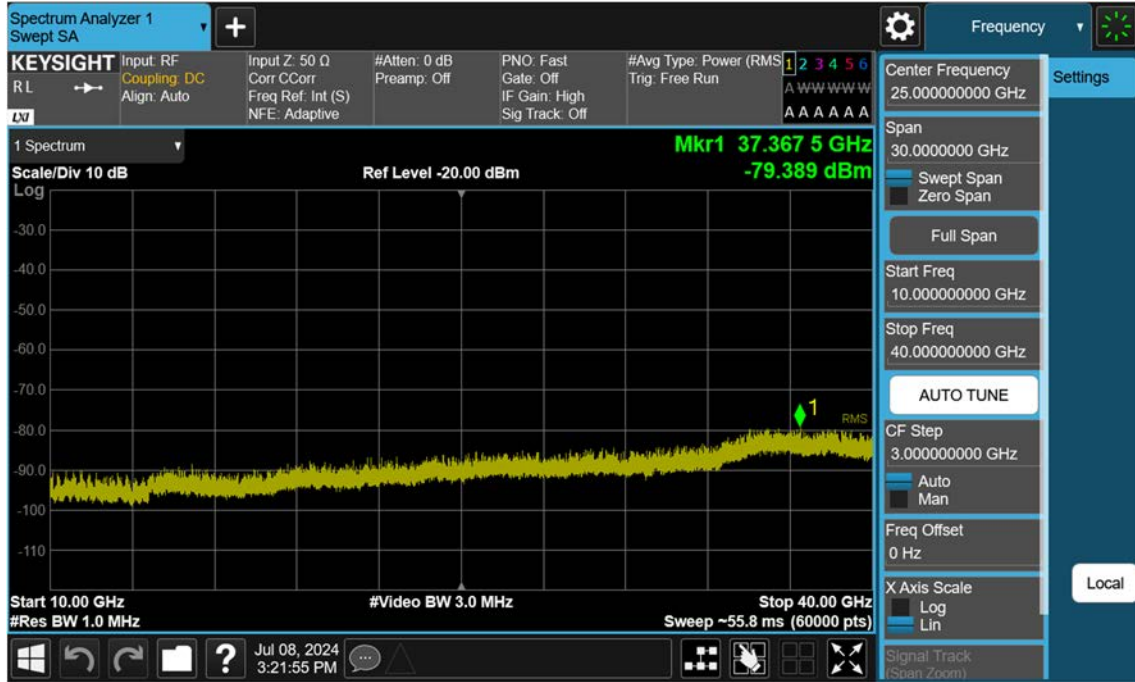 Spectrum Analyzer 1
Swept SA
Frequency
KEYSIGHT
R L
LXI
Input: RF
Coupling: DC
Align: Auto
Input Z: 50 Ω
Corr CCorr
Freq Ref: Int (S)
NFE: Adaptive
#Atten: 0 dB
Preamp: Off
PNO: Fast
Gate: Off
IF Gain: High
Sig Track: Off
#Avg Type: Power (RMS
Trig: Free Run
1 2 3 4 5 6
A W W W W W
A A A A A A
1 Spectrum
Scale/Div 10 dB
Ref Level -20.00 dBm
Mkr1 37.367 5 GHz
-79.389 dBm
Log
-30.0
-40.0
-50.0
-60.0
-70.0
-80.0
-90.0
-100
-110
1
RMS
Start 10.00 GHz
#Res BW 1.0 MHz
#Video BW 3.0 MHz
Stop 40.00 GHz
Sweep ~55.8 ms (60000 pts)
Center Frequency
25.000000000 GHz
Span
30.0000000 GHz
Swept Span
Zero Span
Full Span
Start Freq
10.000000000 GHz
Stop Freq
40.000000000 GHz
AUTO TUNE
CF Step
3.000000000 GHz
Auto
Man
Freq Offset
0 Hz
X Axis Scale
Log
Lin
Signal Track
(Span Zoom)
Settings
Local
?
Jul 08, 2024
3:21:55 PM